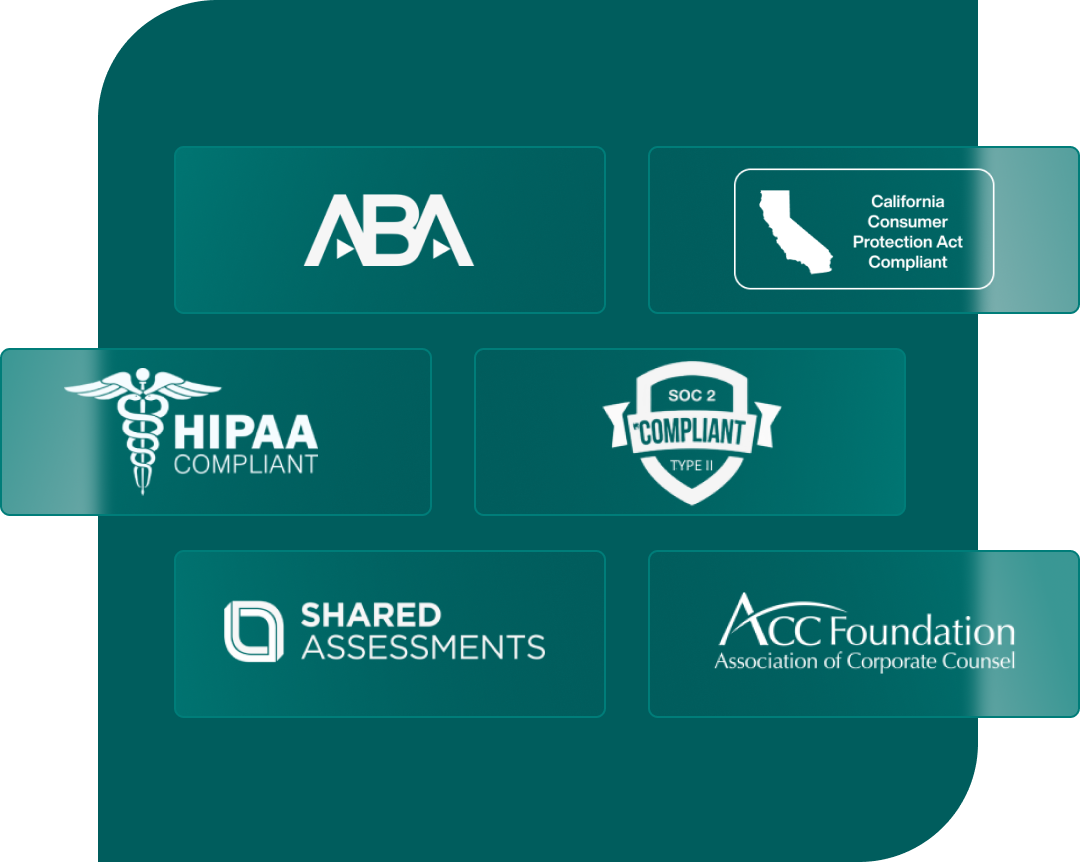 ABA
California
Consumer
Protection Act
Compliant
HIPAA
COMPLIANT
SOC 2
COMPLIANT
TYPE II
SHARED
ASSESSMENTS
ACC Foundation
Association of Corporate Counsel